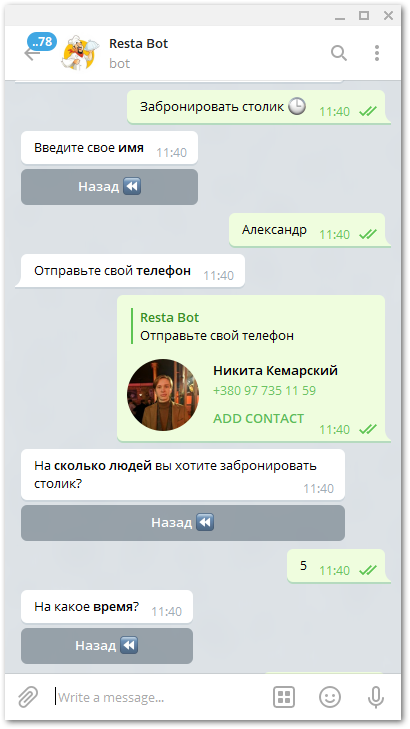 ..78
Resta Bot
bot
Забронировать столик 11:40
Введите свое имя 11:40
Назад
Александр 11:40
Отправьте свой телефон 11:40
Resta Bot
Отправьте свой телефон
Никита Кемарский
+380 97 735 11 59
ADD CONTACT
11:40
На сколько людей вы хотите забронировать
столик?
11:40
Назад
5 11:40
На какое время? 11:40
Назад
Write a message...